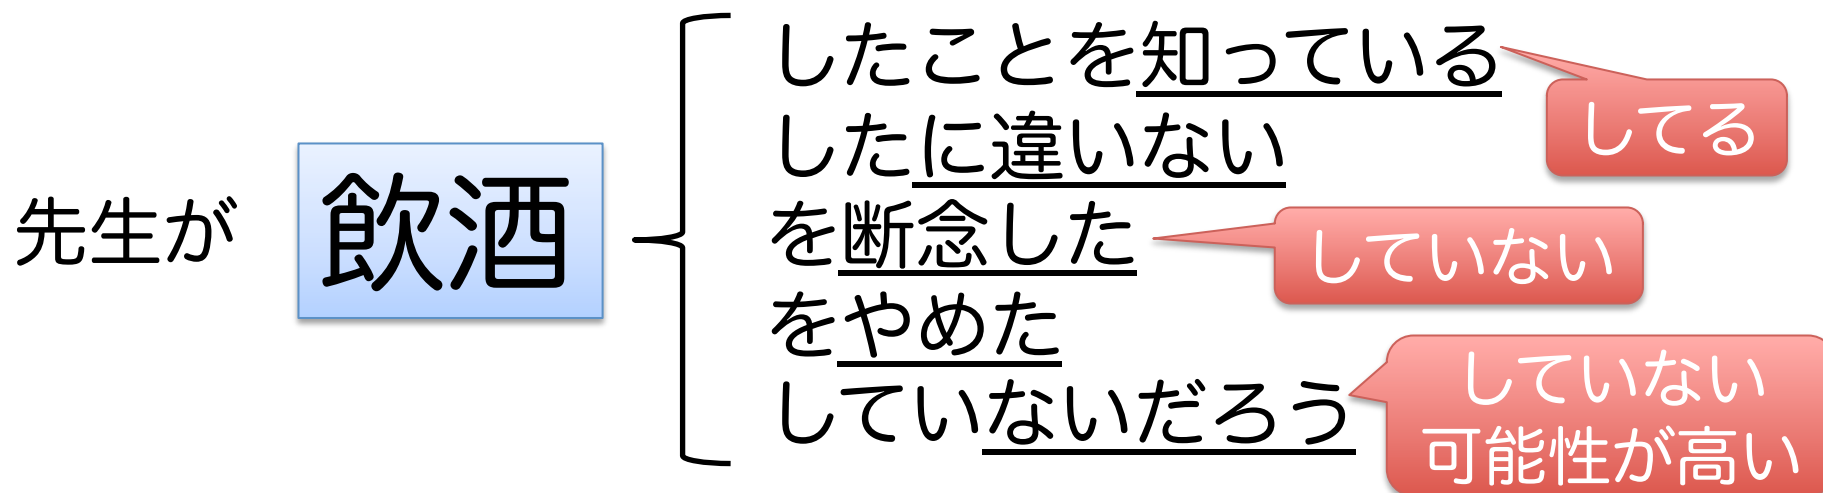 先生が
飲酒
したことを知っている
したに違いない
を断念した
をやめた
していないだろう
してる
していない
していない
可能性が高い